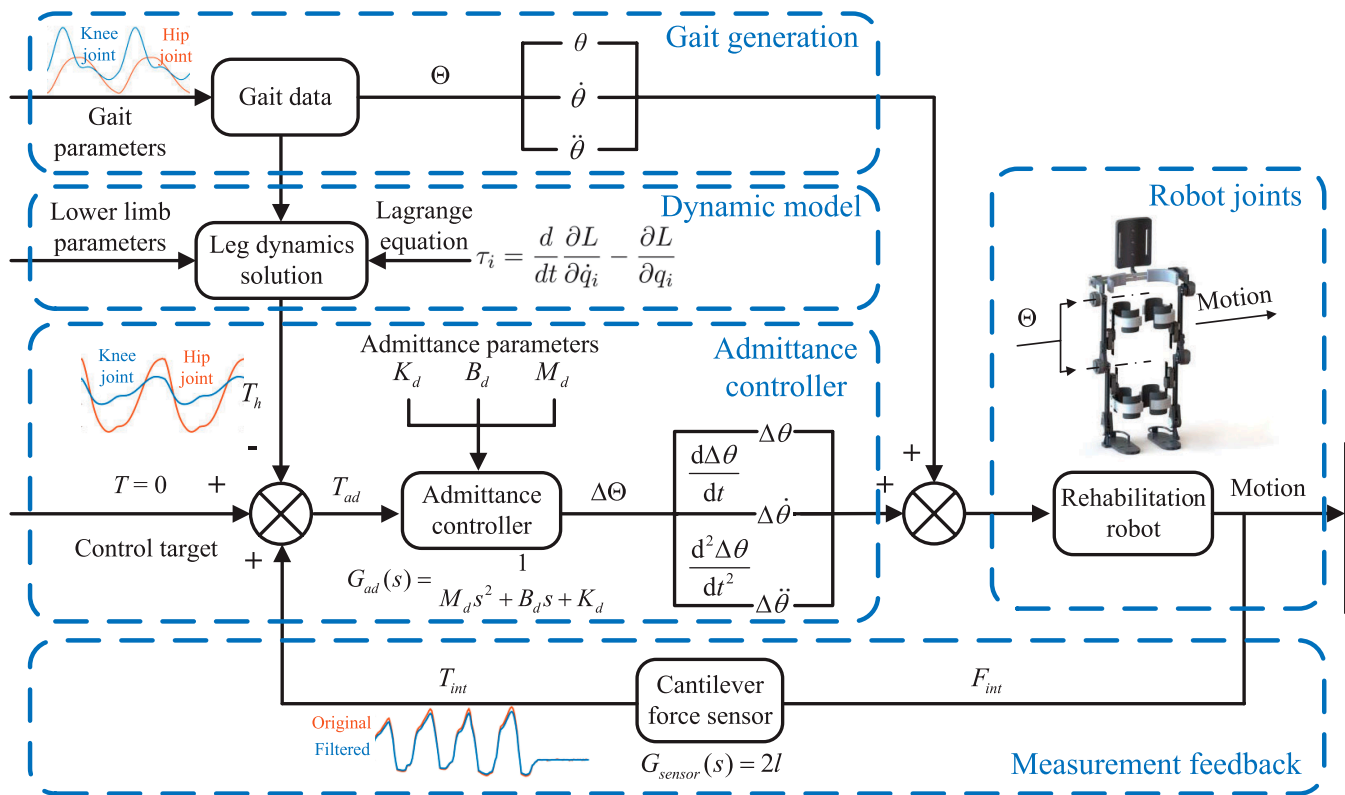 Gait generation
Knee joint
Hip joint
Gait data
Θ
θ
θ̇
θ̈
Gait parameters
Dynamic model
Lower limb parameters
Leg dynamics solution
Lagrange equation
τ_i = d/dt ∂L/∂q̇_i − ∂L/∂q_i
Robot joints
Θ
Motion
Admittance controller
Knee joint
Hip joint
T_h
-
Admittance parameters
K_d B_d M_d
T = 0
+
Control target
+
T_ad
Admittance controller
G_ad(s) = 1/(M_d s² + B_d s + K_d)
ΔΘ
Δθ
dΔθ/dt
Δθ̇
d²Δθ/dt²
Δθ̈
+
+
Rehabilitation robot
Motion
T_int
Original
Filtered
Cantilever force sensor
G_sensor(s) = 2l
F_int
Measurement feedback